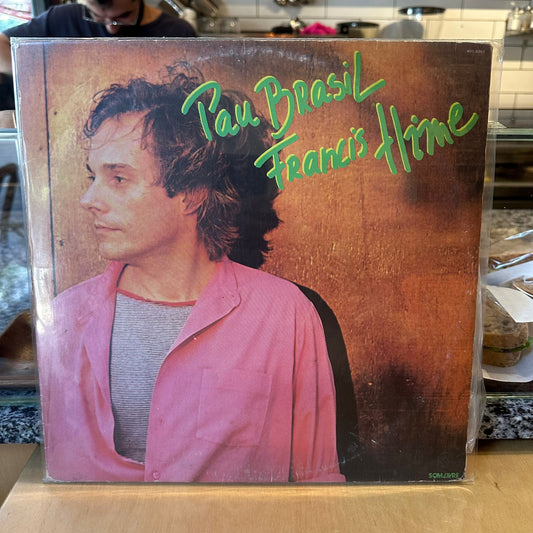 Pau Brasil
Francis Hime
SOM LIVRE